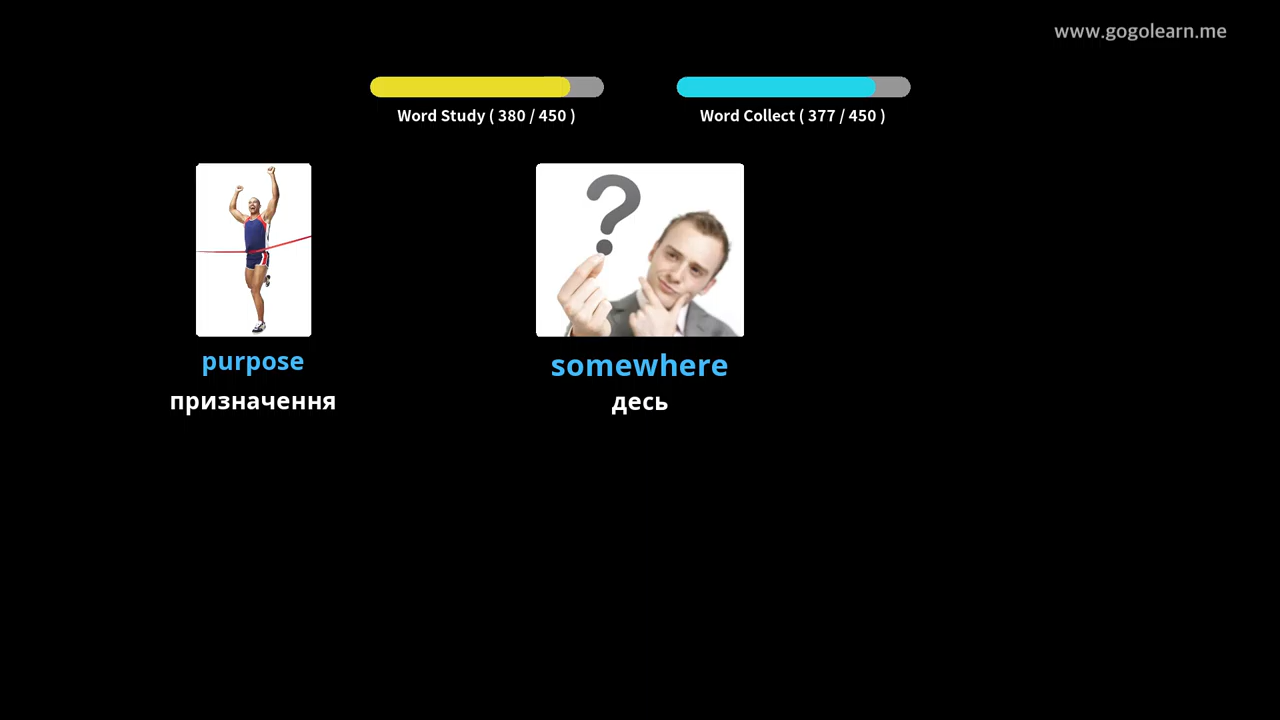 www.gogolearn.me
Word Study ( 380 / 450 )
Word Collect ( 377 / 450 )
?
purpose
somewhere
призначення
десь